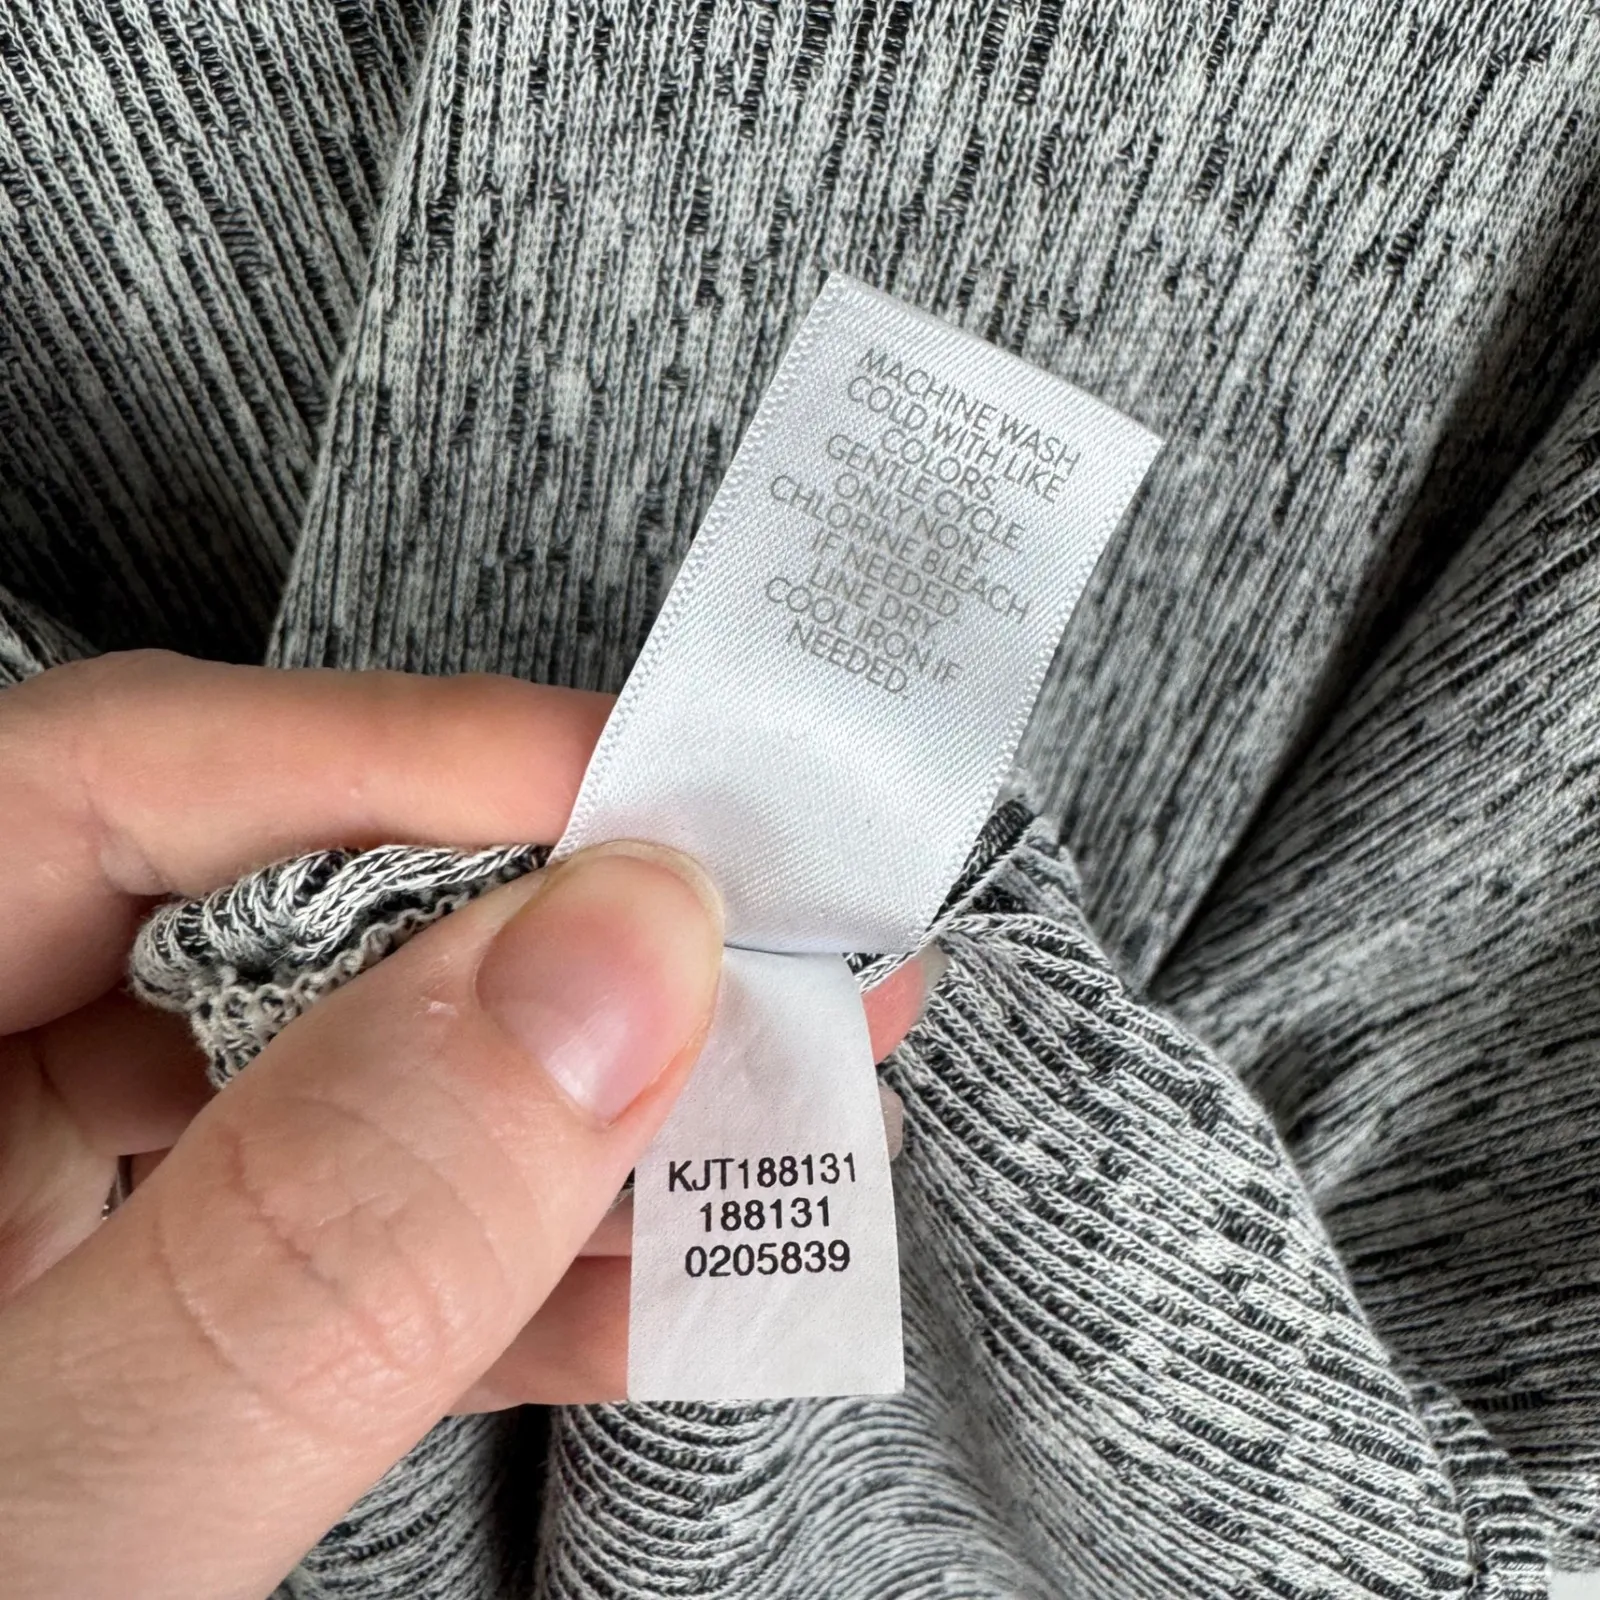 MACHINE WASH
COLD WITH LIKE
COLORS.
GENTLE CYCLE.
ONLY NON-
CHLORINE BLEACH
IF NEEDED
LINE DRY
COOL IRON IF
NEEDED.
KJT188131
188131
0205839